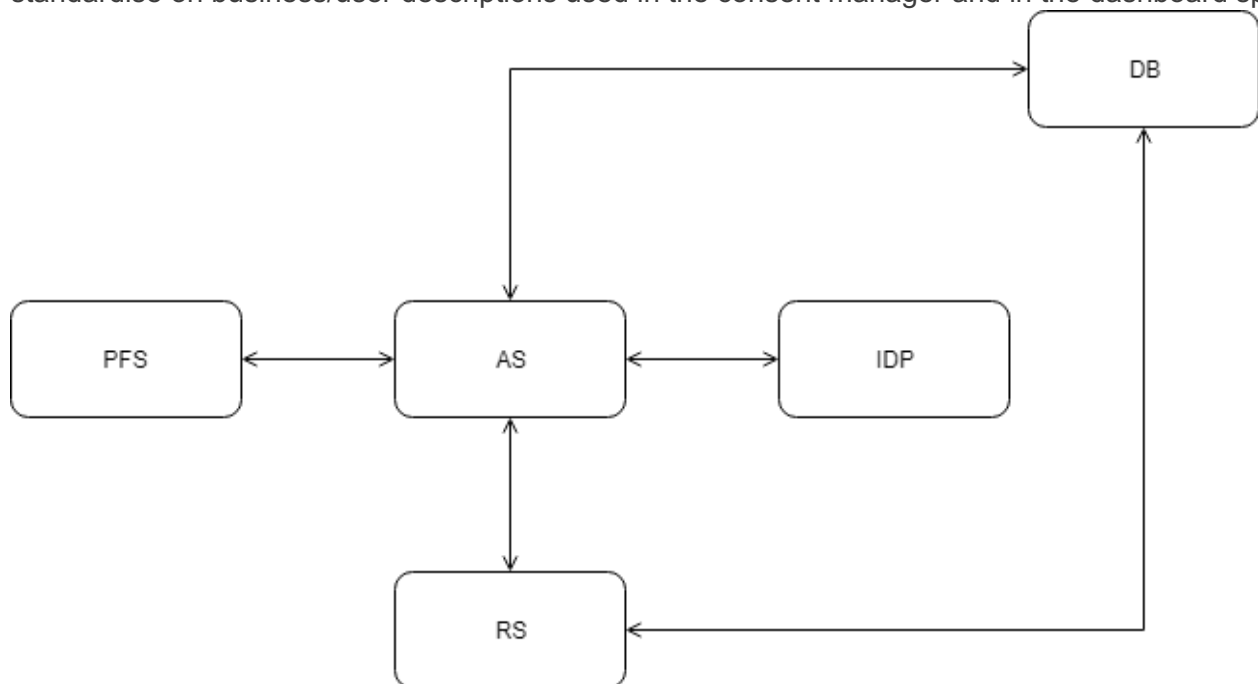 standardise on business/user descriptions used in the consent manager and in the dashboard
DB
PFS
AS
IDP
RS